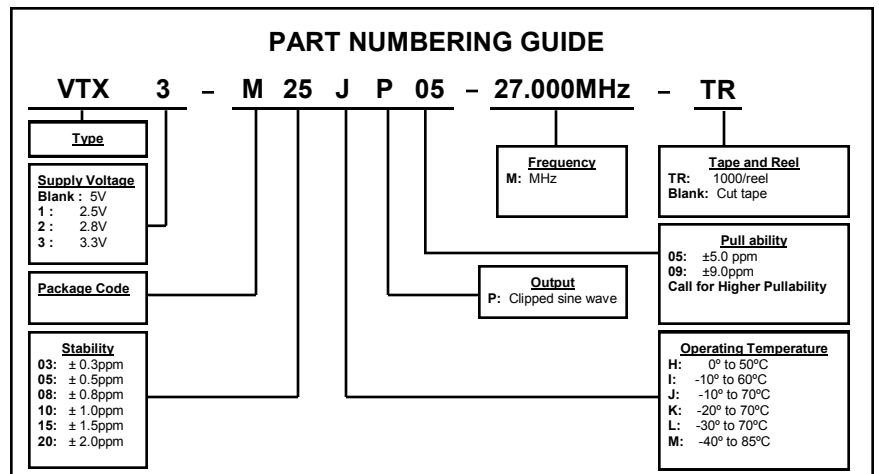 PART NUMBERING GUIDE
VTX 3 – M 25 J P 05 – 27.000MHz – TR
Type
Supply Voltage
Blank : 5V
1 : 2.5V
2 : 2.8V
3 : 3.3V
Package Code
Stability
03: ± 0.3ppm
05: ± 0.5ppm
08: ± 0.8ppm
10: ± 1.0ppm
15: ± 1.5ppm
20: ± 2.0ppm
Frequency
M: MHz
Output
P: Clipped sine wave
Tape and Reel
TR: 1000/reel
Blank: Cut tape
Pull ability
05: ±5.0 ppm
09: ±9.0ppm
Call for Higher Pullability
Operating Temperature
H: 0º to 50ºC
I: -10º to 60ºC
J: -10º to 70ºC
K: -20º to 70ºC
L: -30º to 70ºC
M: -40º to 85ºC